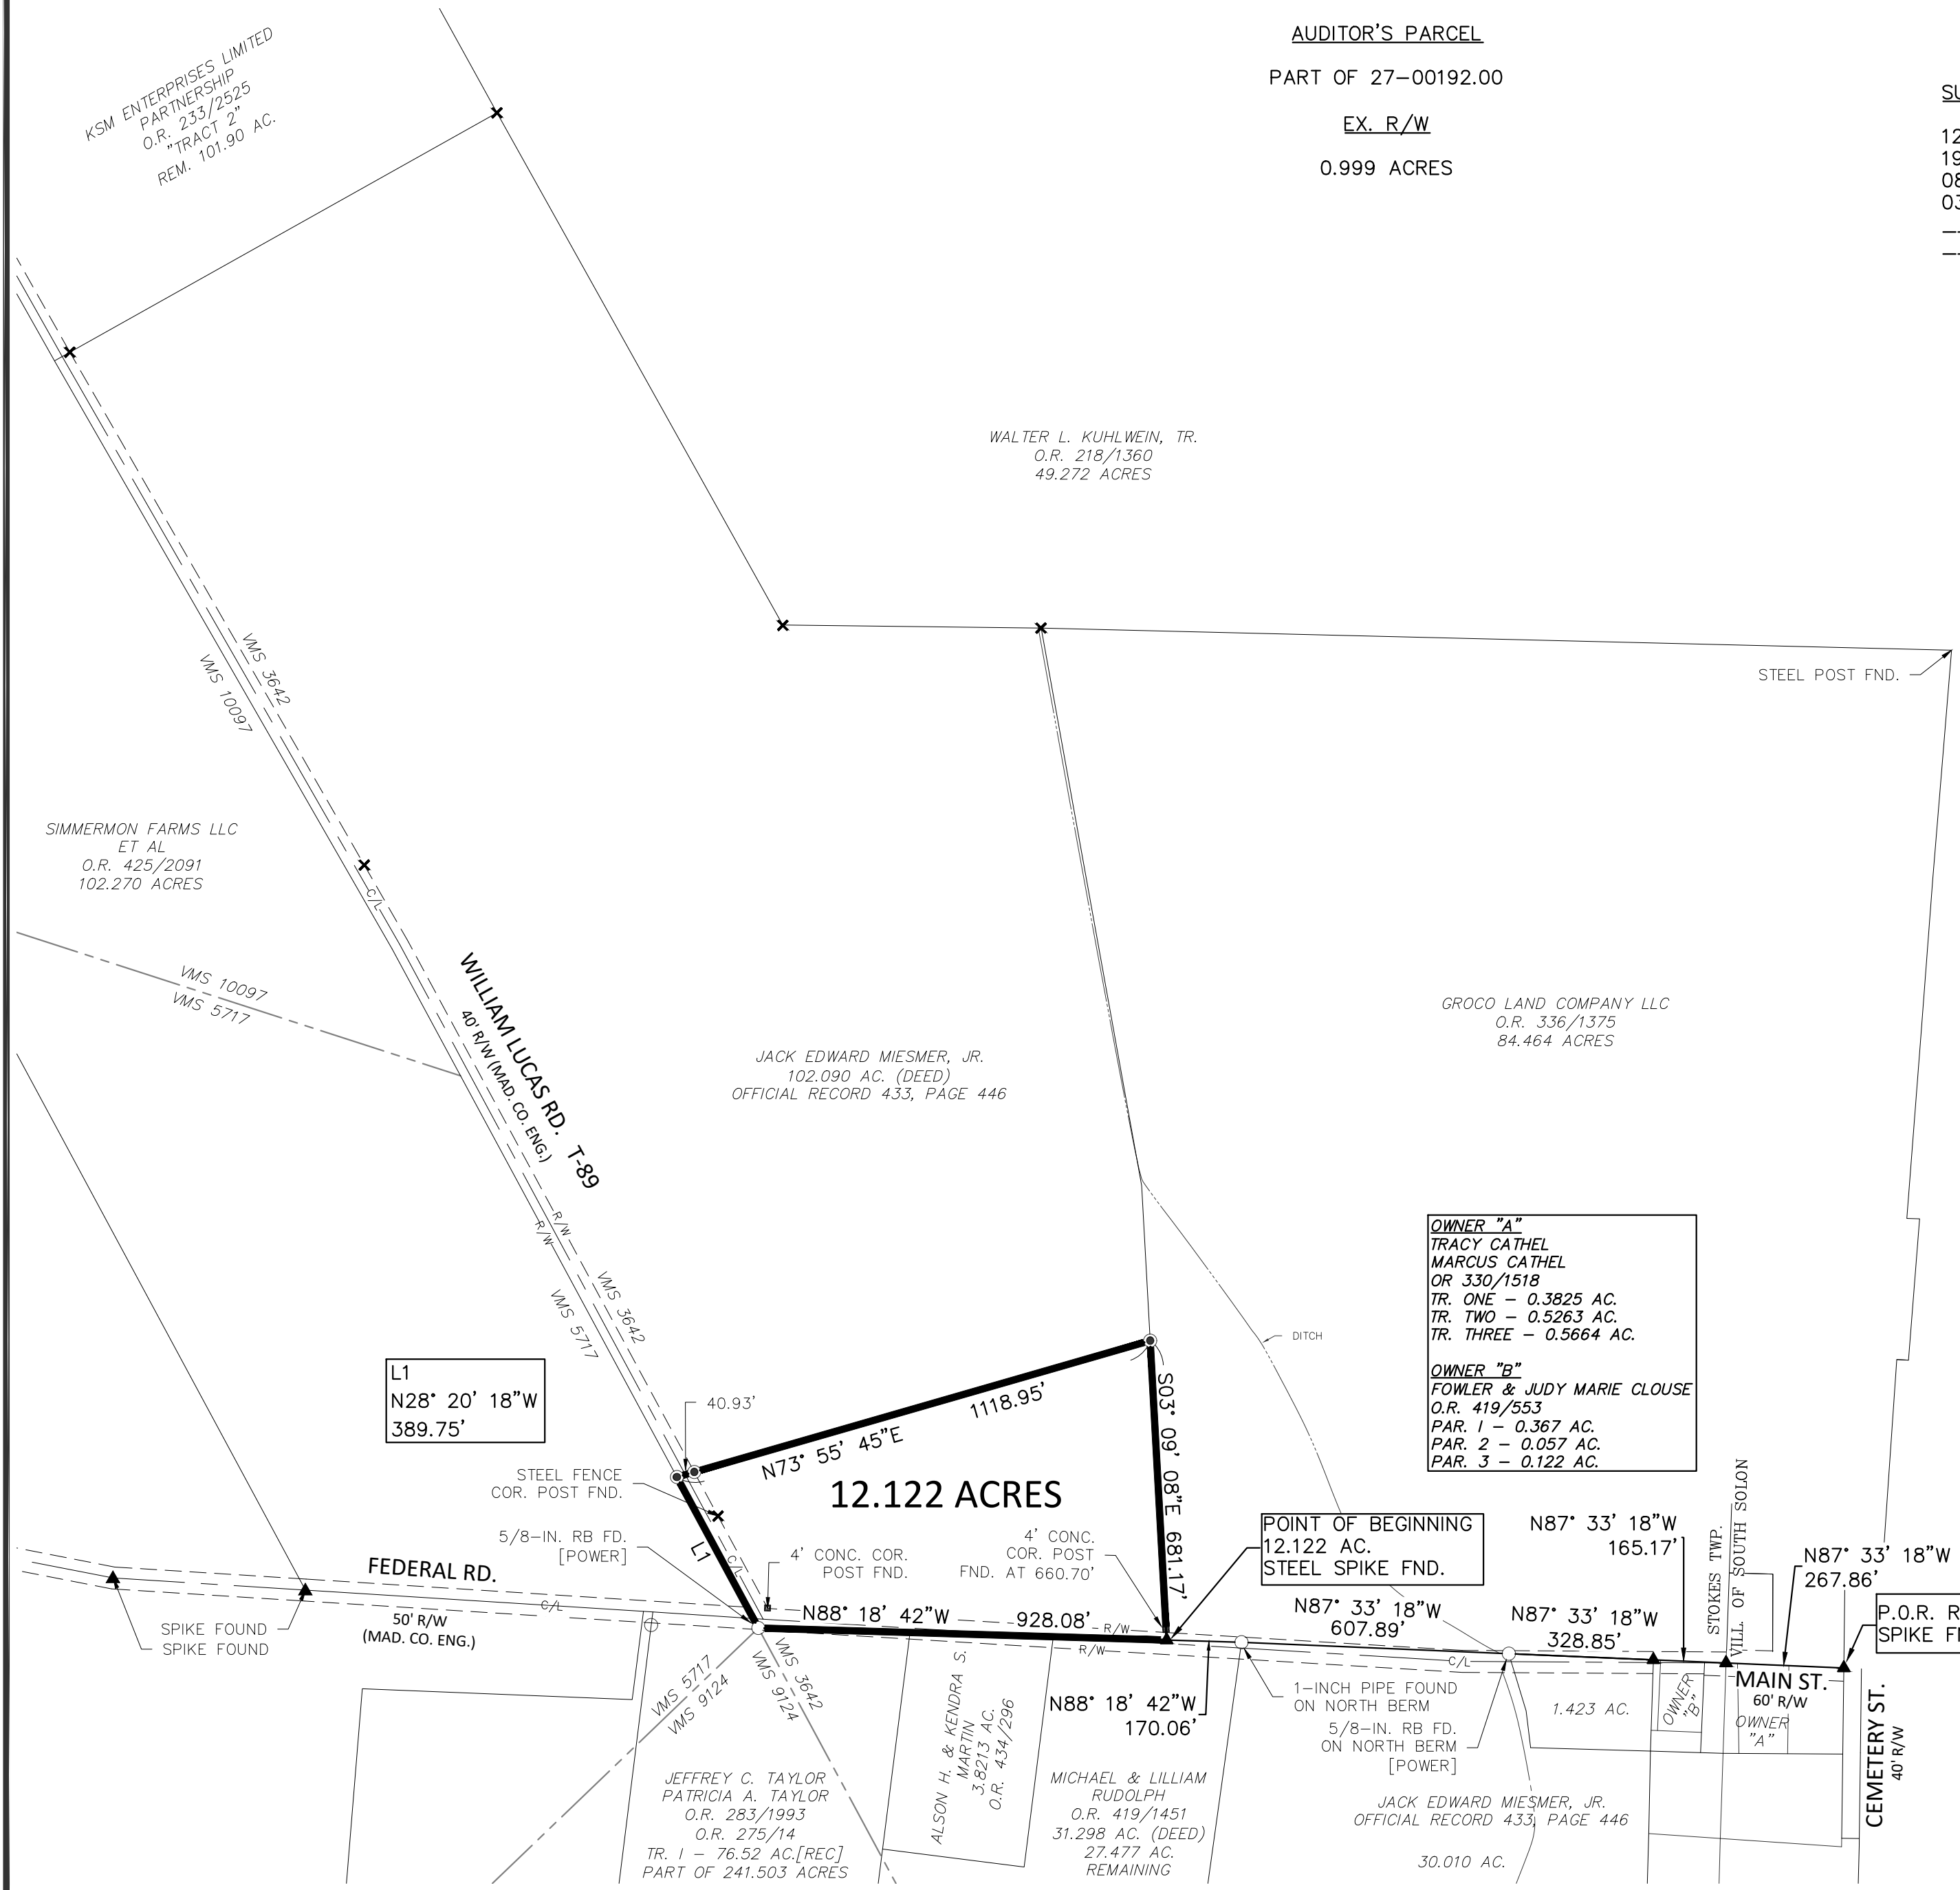 AUDITOR'S PARCEL
PART OF 27-00192.00
EX. R/W
0.999 ACRES
SU
12
19
08
03
KSM ENTERPRISES LIMITED
PARTNERSHIP
O.R. 233/2525
"TRACT 2"
REM. 101.90 AC.
WALTER L. KUHLWEIN, TR.
O.R. 218/1360
49.272 ACRES
STEEL POST FND.
VMS 3642
VMS 10097
SIMMERMON FARMS LLC
ET AL
O.R. 425/2091
102.270 ACRES
C/L
VMS 10097
VMS 5717
WILLIAM LUCAS RD. T-89
40' R/W (MAD. CO. ENG.)
JACK EDWARD MIESMER, JR.
102.090 AC. (DEED)
OFFICIAL RECORD 433, PAGE 446
GROCO LAND COMPANY LLC
O.R. 336/1375
84.464 ACRES
R/W
R/W
VMS 3642
VMS 5717
OWNER "A"
TRACY CATHEL
MARCUS CATHEL
OR 330/1518
TR. ONE - 0.3825 AC.
TR. TWO - 0.5263 AC.
TR. THREE - 0.5664 AC.
OWNER "B"
FOWLER & JUDY MARIE CLOUSE
O.R. 419/553
PAR. 1 - 0.367 AC.
PAR. 2 - 0.057 AC.
PAR. 3 - 0.122 AC.
DITCH
L1
N28° 20' 18"W
389.75'
40.93'
N73° 55' 45"E
1118.95'
S03° 09' 08"E 681.17'
12.122 ACRES
STEEL FENCE
COR. POST FND.
5/8-IN. RB FD.
[POWER]
L1
C/L
4' CONC. COR.
POST FND.
4' CONC.
COR. POST
FND. AT 660.70'
POINT OF BEGINNING
12.122 AC.
STEEL SPIKE FND.
N87° 33' 18"W
165.17'
STOKES TWP.
VILL OF SOUTH SOLON
N87° 33' 18"W
267.86'
P.O.R. R
SPIKE F
FEDERAL RD.
C/L
50' R/W
(MAD. CO. ENG.)
SPIKE FOUND
SPIKE FOUND
N88° 18' 42"W
928.08'
R/W
R/W
N87° 33' 18"W
607.89'
N87° 33' 18"W
328.85'
C/L
MAIN ST.
60' R/W
CEMETERY ST.
40' R/W
VMS 5717
VMS 9124
VMS 3642
VMS 9124
N88° 18' 42"W
170.06'
1-INCH PIPE FOUND
ON NORTH BERM
5/8-IN. RB FD.
ON NORTH BERM
[POWER]
1.423 AC.
OWNER
"B"
OWNER
"A"
JEFFREY C. TAYLOR
PATRICIA A. TAYLOR
O.R. 283/1993
O.R. 275/14
TR. 1 - 76.52 AC.[REC]
PART OF 241.503 ACRES
ALSON H. & KENDRA S.
MARTIN
3.8213 AC.
O.R. 434/296
MICHAEL & LILLIAM
RUDOLPH
O.R. 419/1451
31.298 AC. (DEED)
27.477 AC.
REMAINING
JACK EDWARD MIESMER, JR.
OFFICIAL RECORD 433, PAGE 446
30.010 AC.